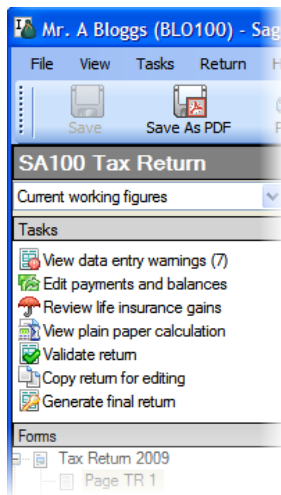 Mr. A Bloggs (BLO100) - Sag
File View Tasks Return H
Save Save As PDF P
SA100 Tax Return
Current working figures
Tasks
View data entry warnings (7)
Edit payments and balances
Review life insurance gains
View plain paper calculation
Validate return
Copy return for editing
Generate final return
Forms
Tax Return 2009
Page TR 1